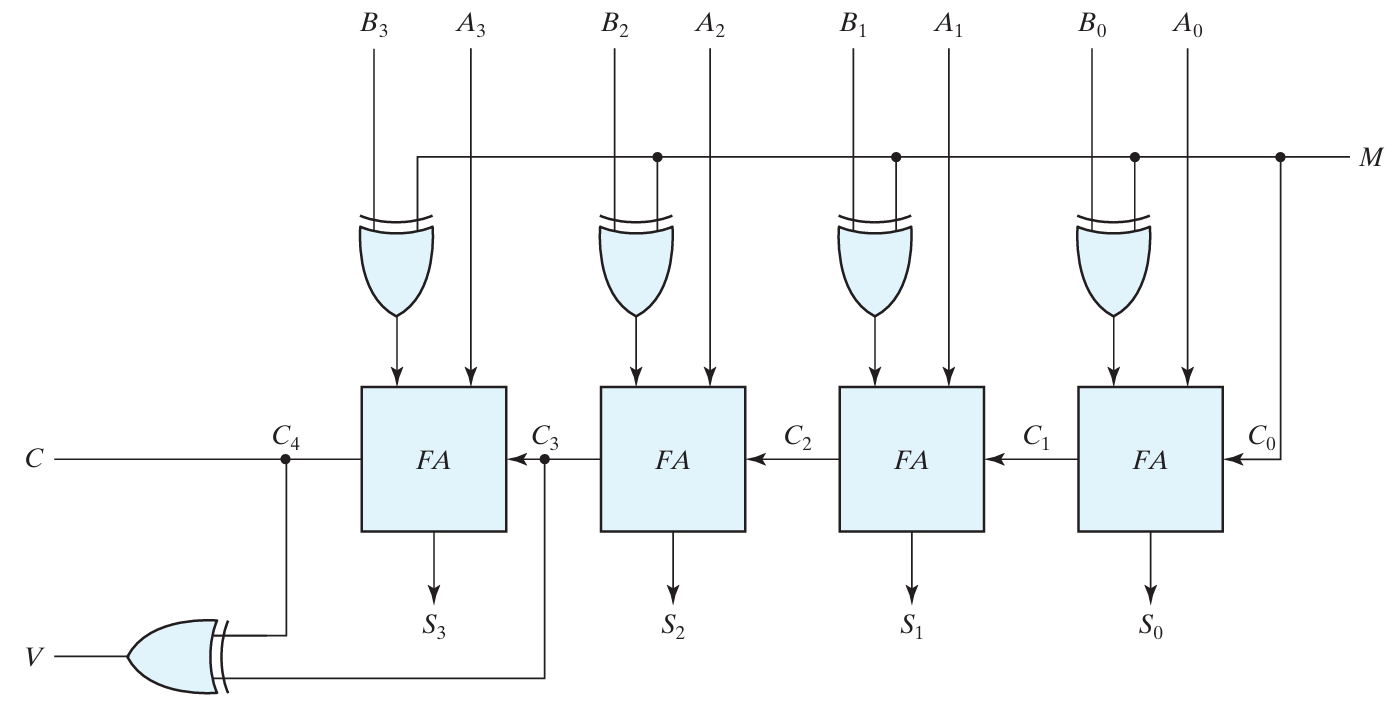 B₃ A₃ B₂ A₂ B₁ A₁ B₀ A₀
M
C₄ C₃ C₂ C₁ C₀
C FA FA FA FA
S₃ S₂ S₁ S₀
V